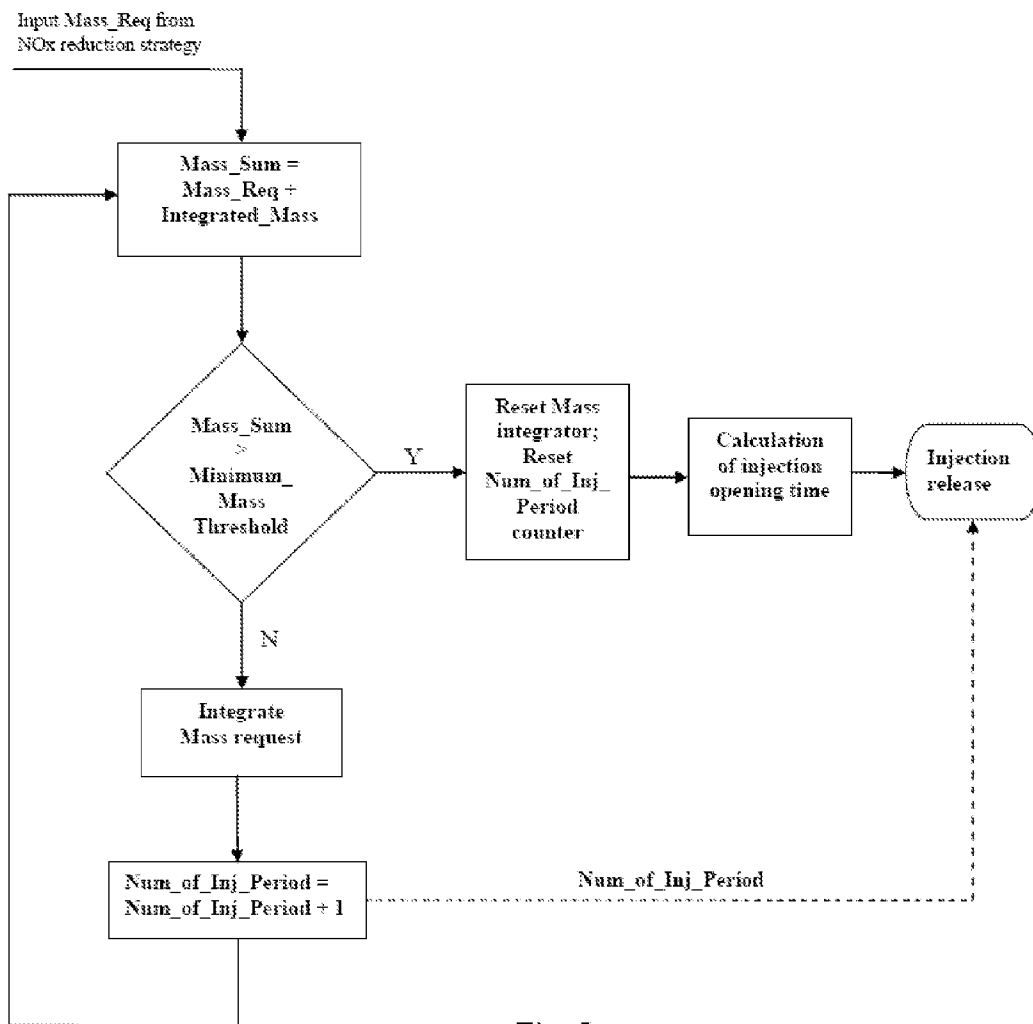 Input Mass_Req from
NOx reduction strategy
Mass_Sum =
Mass_Req +
Integrated_Mass
Mass_Sum
>
Minimum_
Mass
Threshold
Y
Reset Mass
integrator;
Reset
Num_of_Inj_
Period
counter
Calculation
of injection
opening time
Injection
release
N
Integrate
Mass request
Num_of_Inj_Period =
Num_of_Inj_Period + 1
Num_of_Inj_Period